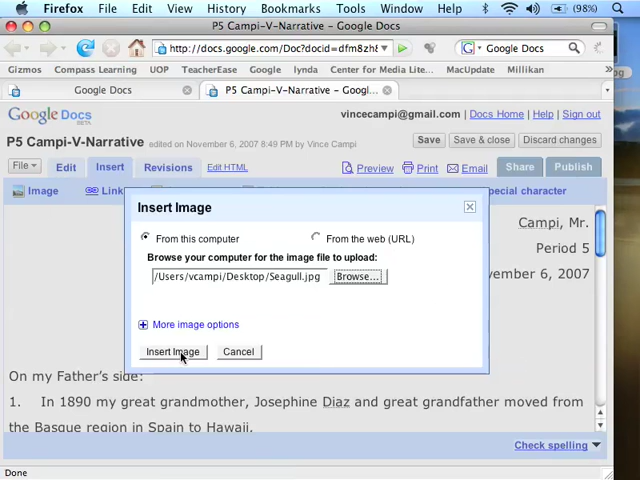 Firefox File Edit View History Bookmarks Tools Window Help (98%)
P5 Campi-V-Narrative – Google Docs
http://docs.google.com/Doc?docid=dfm8zh8 Google Docs
Gizmos Compass Learning UOP TeacherEase Google lynda Center for Media Lite... MacUpdate Millikan
Google Docs P5 Campi-V-Narrative – Googl...
Google Docs BETA vincecampi@gmail.com | Docs Home | Help | Sign out
P5 Campi-V-Narrative edited on November 6, 2007 8:49 PM by Vince Campi Save Save & close Discard changes
File Edit Insert Revisions Edit HTML Preview Print Email Share Publish
Image Link pecial character
Insert Image
Campi, Mr.
From this computer From the web (URL)
Period 5
Browse your computer for the image file to upload:
/Users/vcampi/Desktop/Seagull.jpg Browse...
vember 6, 2007
More image options
Insert Image Cancel
On my Father's side:
1. In 1890 my great grandmother, Josephine Diaz and great grandfather moved from
the Basque region in Spain to Hawaii.
Check spelling
Done